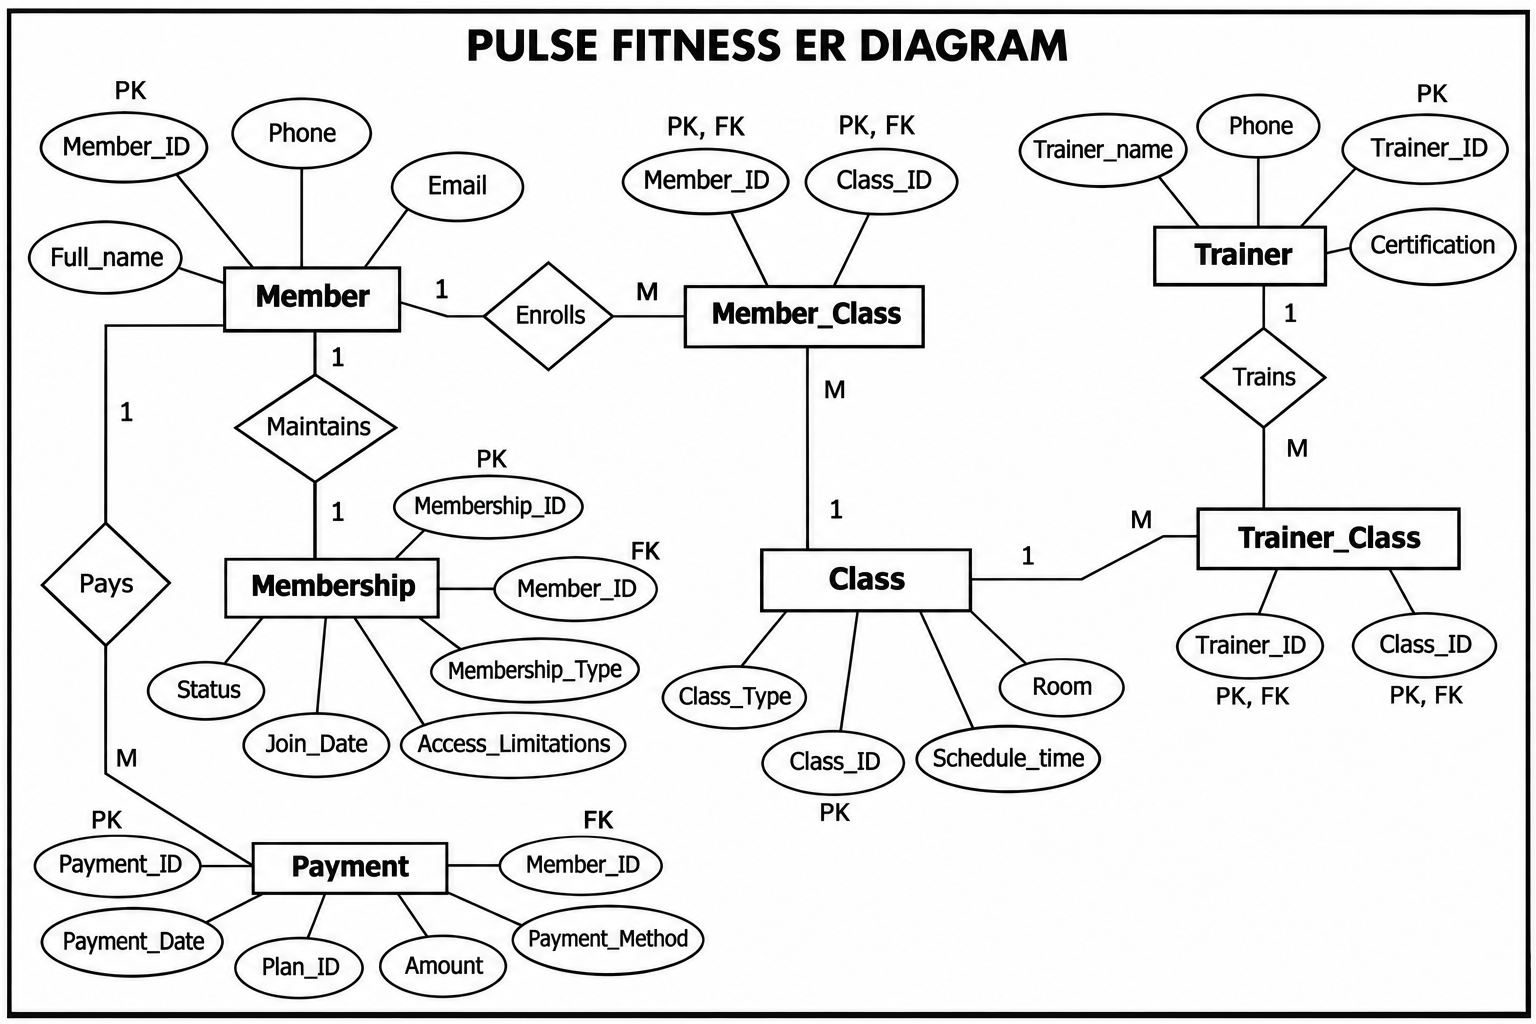 PULSE FITNESS ER DIAGRAM
PK
Member_ID
Phone
Email
Full_name
Member
1
Enrolls
M
PK, FK
Member_ID
PK, FK
Class_ID
Member_Class
Trainer_name
Phone
PK
Trainer_ID
Certification
Trainer
1
Trains
M
1
Maintains
1
1
Pays
M
PK
Membership_ID
FK
Member_ID
Membership
Membership_Type
Status
Join_Date
Access_Limitations
M
1
Class
1
M
Trainer_Class
Trainer_ID
PK, FK
Class_ID
PK, FK
Class_Type
Class_ID
PK
Schedule_time
Room
PK
Payment_ID
Payment
FK
Member_ID
Payment_Date
Plan_ID
Amount
Payment_Method